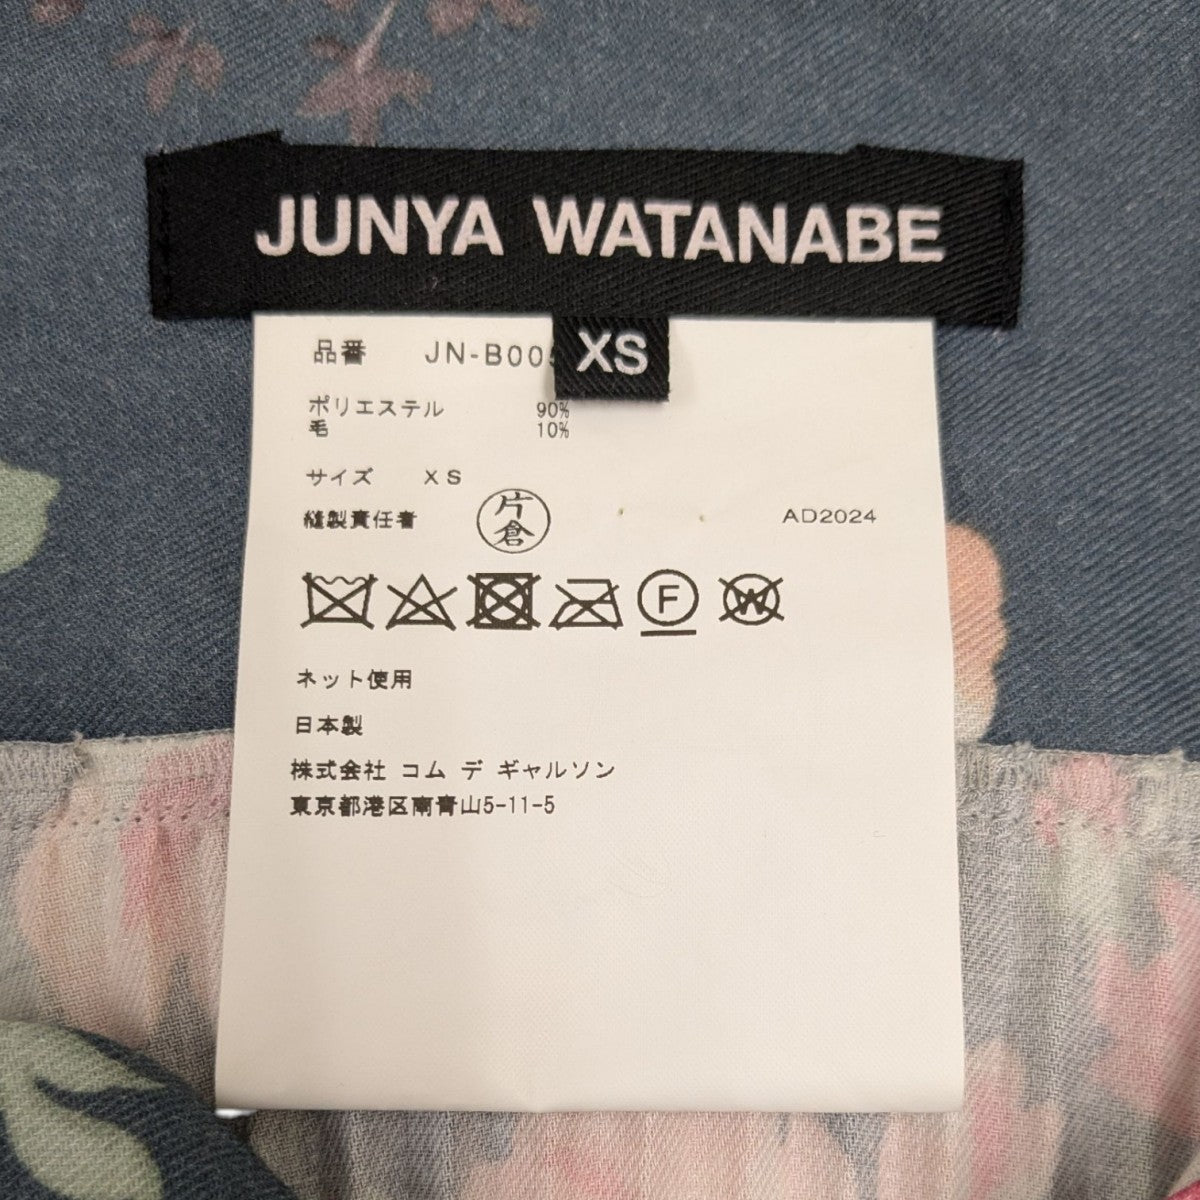 JUNYA WATANABE
XS
品番 JN-B00
ポリエステル 90%
毛 10%
サイズ XS
縫製責任者 片倉 AD2024
F W
ネット使用
日本製
株式会社 コム デ ギャルソン
東京都港区南青山5-11-5